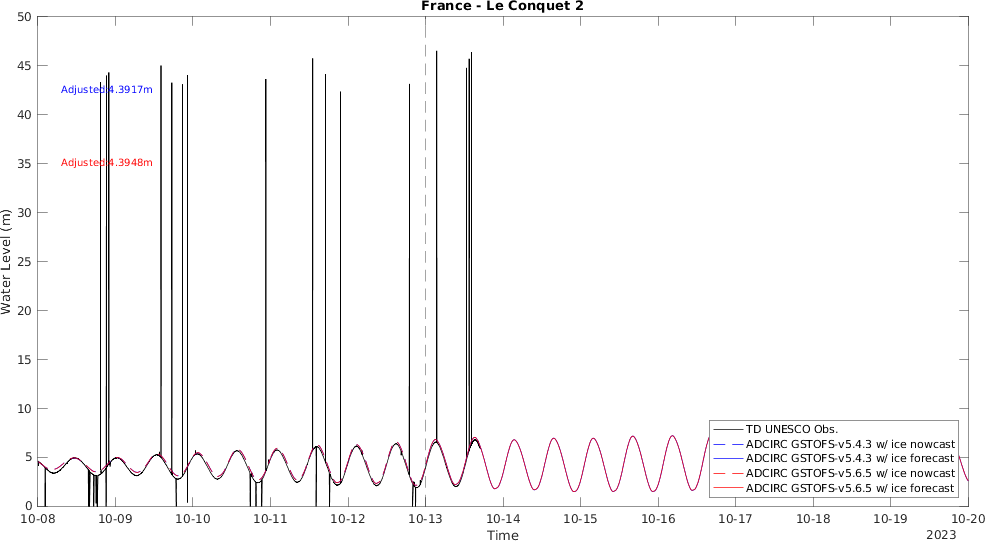 France - Le Conquet 2
50
45
40
35
30
25
20
15
10
5
0
Water Level (m)
Adjusted 4.3917m
Adjusted 4.3948m
TD UNESCO Obs.
ADCIRC GSTOFS-v5.4.3 w/ ice nowcast
ADCIRC GSTOFS-v5.4.3 w/ ice forecast
ADCIRC GSTOFS-v5.6.5 w/ ice nowcast
ADCIRC GSTOFS-v5.6.5 w/ ice forecast
10-08 10-09 10-10 10-11 10-12 10-13 10-14 10-15 10-16 10-17 10-18 10-19 10-20
Time
2023